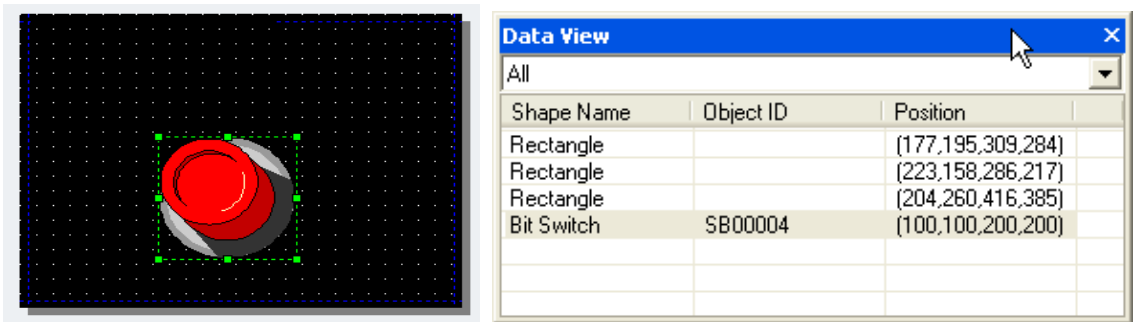 Data View
All
Shape Name Object ID Position
Rectangle (177,195,309,284)
Rectangle (223,158,286,217)
Rectangle (204,260,416,385)
Bit Switch SB00004 (100,100,200,200)